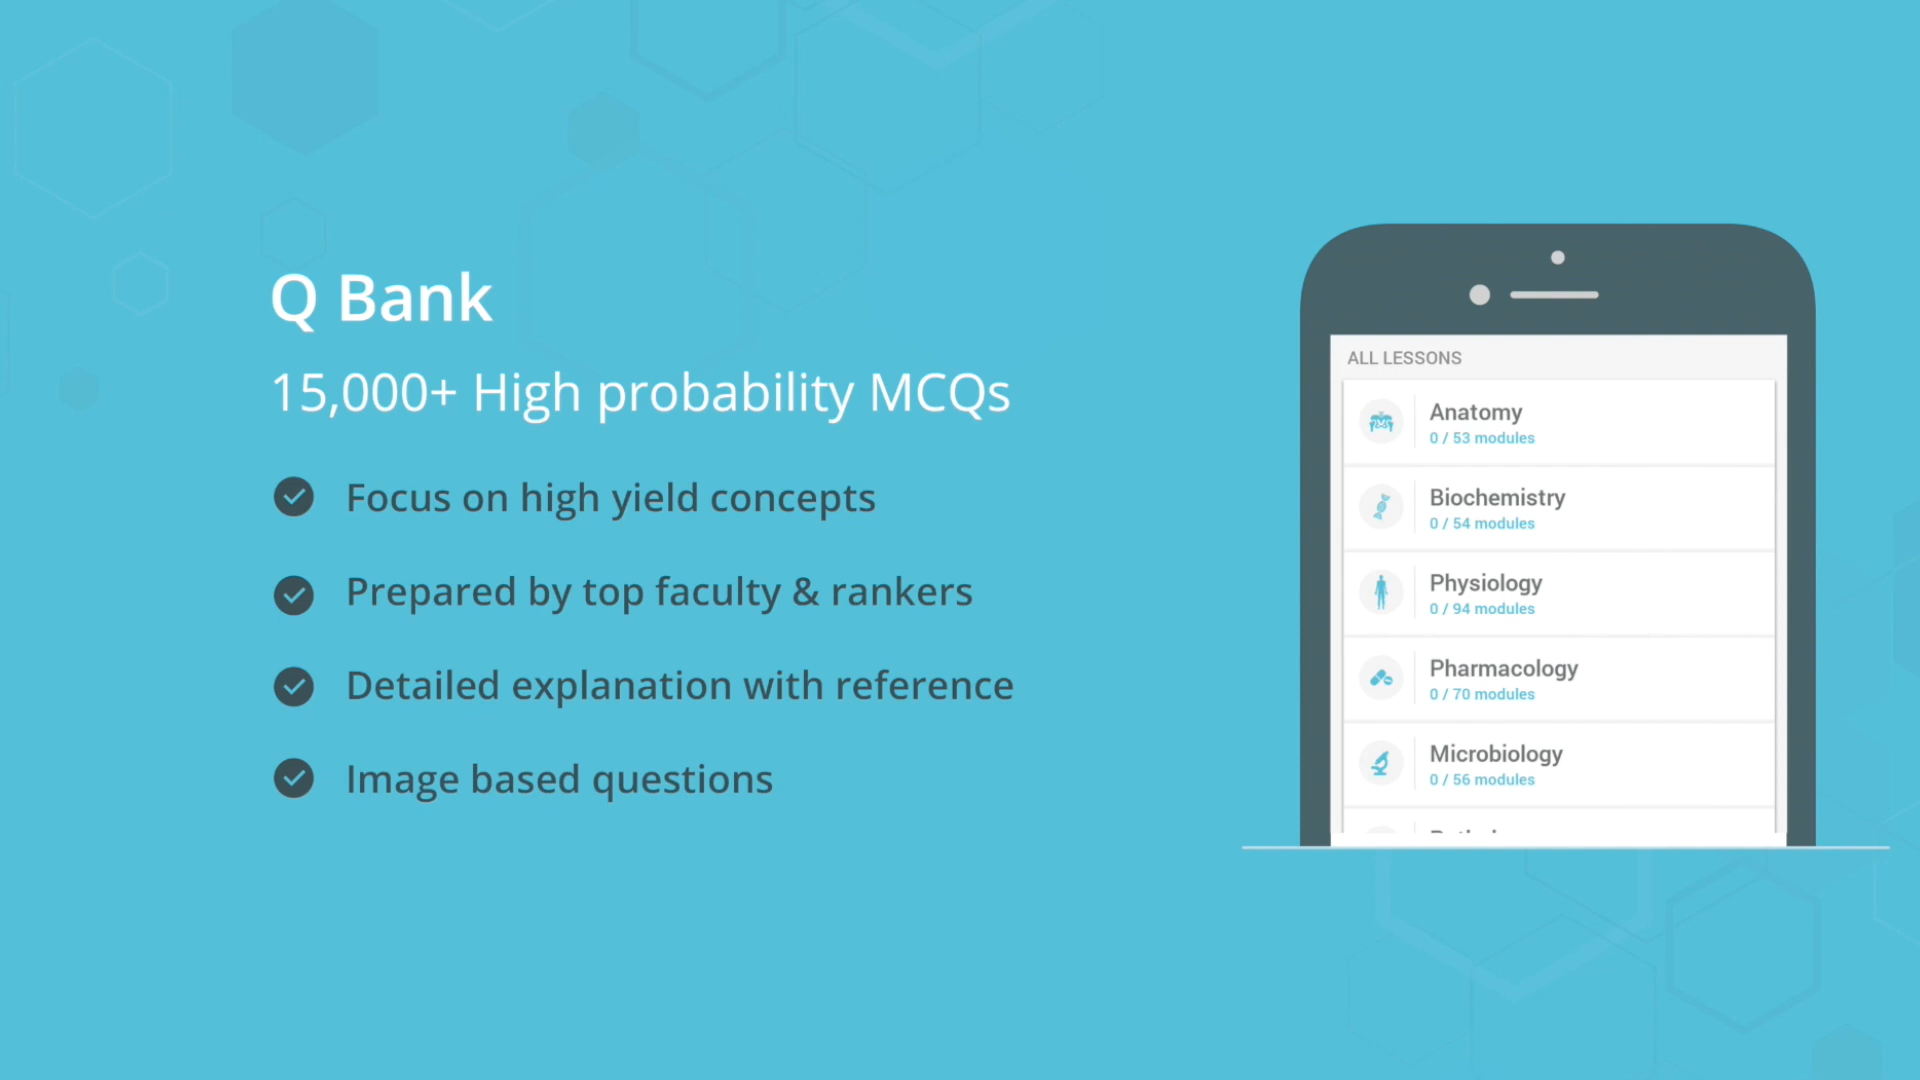 Q Bank
15,000+ High probability MCQs
Focus on high yield concepts
Prepared by top faculty & rankers
Detailed explanation with reference
Image based questions
ALL LESSONS
Anatomy
0 / 53 modules
Biochemistry
0 / 54 modules
Physiology
0 / 94 modules
Pharmacology
0 / 70 modules
Microbiology
0 / 56 modules